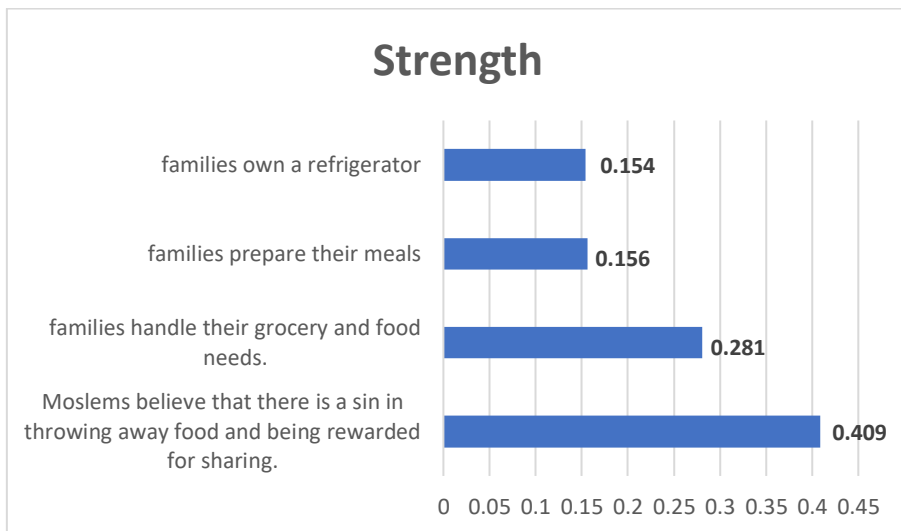 Strength
families own a refrigerator
0.154
families prepare their meals
0.156
families handle their grocery and food
needs.
0.281
Moslems believe that there is a sin in
throwing away food and being rewarded
for sharing.
0.409
0 0.05 0.1 0.15 0.2 0.25 0.3 0.35 0.4 0.45